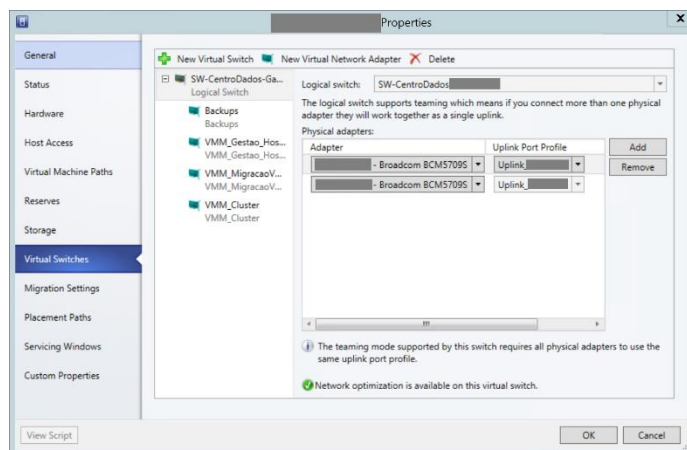 Properties
x
General
Status
Hardware
Host Access
Virtual Machine Paths
Reserves
Storage
Virtual Switches
Migration Settings
Placement Paths
Servicing Windows
Custom Properties
New Virtual Switch New Virtual Network Adapter Delete
SW-CentroDados-Ga...
Logical Switch
Backups
Backups
VMM_Gestao_Hos...
VMM_Gestao_Hos...
VMM_MigracaoV...
VMM_MigracaoV...
VMM_Cluster
VMM_Cluster
Logical switch: SW-CentroDados
The logical switch supports teaming which means if you connect more than one physical
adapter they will work together as a single uplink.
Physical adapters:
Adapter Uplink Port Profile
- Broadcom BCM5709S Uplink_
- Broadcom BCM5709S Uplink_
Add
Remove
The teaming mode supported by this switch requires all physical adapters to use the
same uplink port profile.
Network optimization is available on this virtual switch.
View Script
OK Cancel